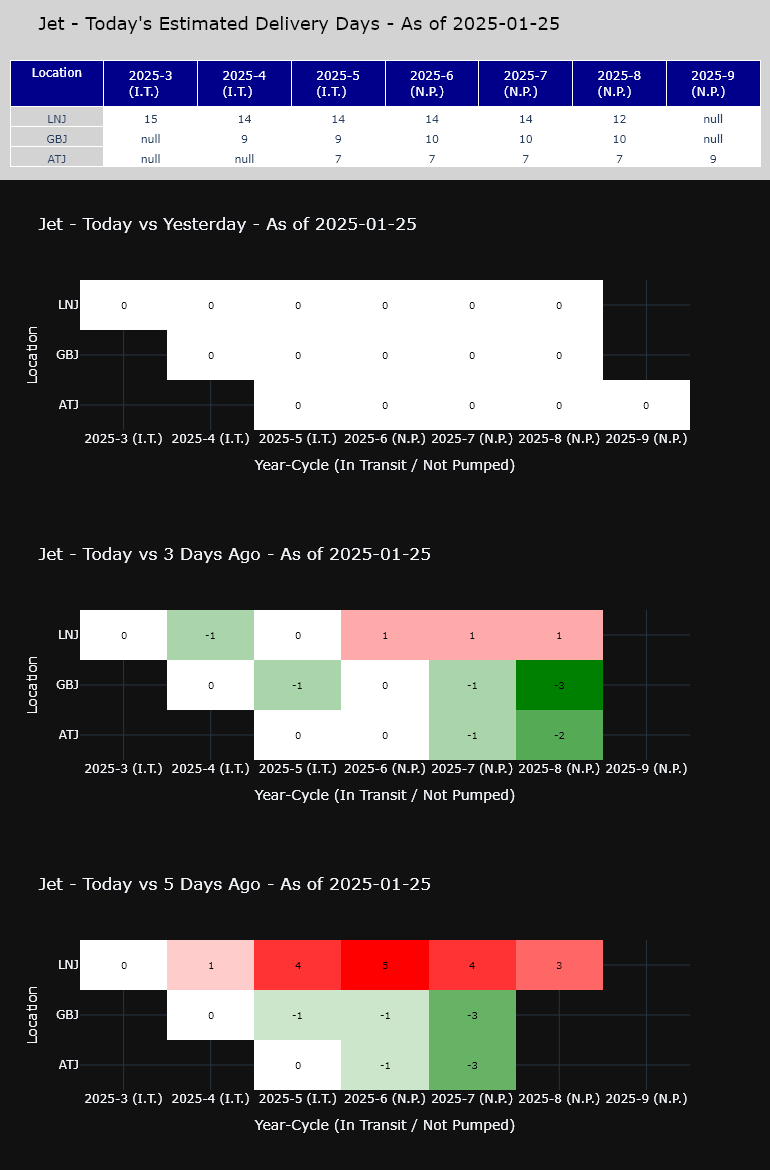 Jet - Today's Estimated Delivery Days - As of 2025-01-25
Location 2025-3 (I.T.) 2025-4 (I.T.) 2025-5 (I.T.) 2025-6 (N.P.) 2025-7 (N.P.) 2025-8 (N.P.) 2025-9 (N.P.)
LNJ 15 14 14 14 14 12 null
GBJ null 9 9 10 10 10 null
ATJ null null 7 7 7 7 9
Jet - Today vs Yesterday - As of 2025-01-25
Location
LNJ 0 0 0 0 0 0
GBJ 0 0 0 0 0
ATJ 0 0 0 0 0
2025-3 (I.T.) 2025-4 (I.T.) 2025-5 (I.T.) 2025-6 (N.P.) 2025-7 (N.P.) 2025-8 (N.P.) 2025-9 (N.P.)
Year-Cycle (In Transit / Not Pumped)
Jet - Today vs 3 Days Ago - As of 2025-01-25
Location
LNJ 0 -1 0 1 1 1
GBJ 0 -1 0 -1 -3
ATJ 0 0 -1 -2
2025-3 (I.T.) 2025-4 (I.T.) 2025-5 (I.T.) 2025-6 (N.P.) 2025-7 (N.P.) 2025-8 (N.P.) 2025-9 (N.P.)
Year-Cycle (In Transit / Not Pumped)
Jet - Today vs 5 Days Ago - As of 2025-01-25
Location
LNJ 0 1 4 5 4 3
GBJ 0 -1 -1 -3
ATJ 0 -1 -3
2025-3 (I.T.) 2025-4 (I.T.) 2025-5 (I.T.) 2025-6 (N.P.) 2025-7 (N.P.) 2025-8 (N.P.) 2025-9 (N.P.)
Year-Cycle (In Transit / Not Pumped)